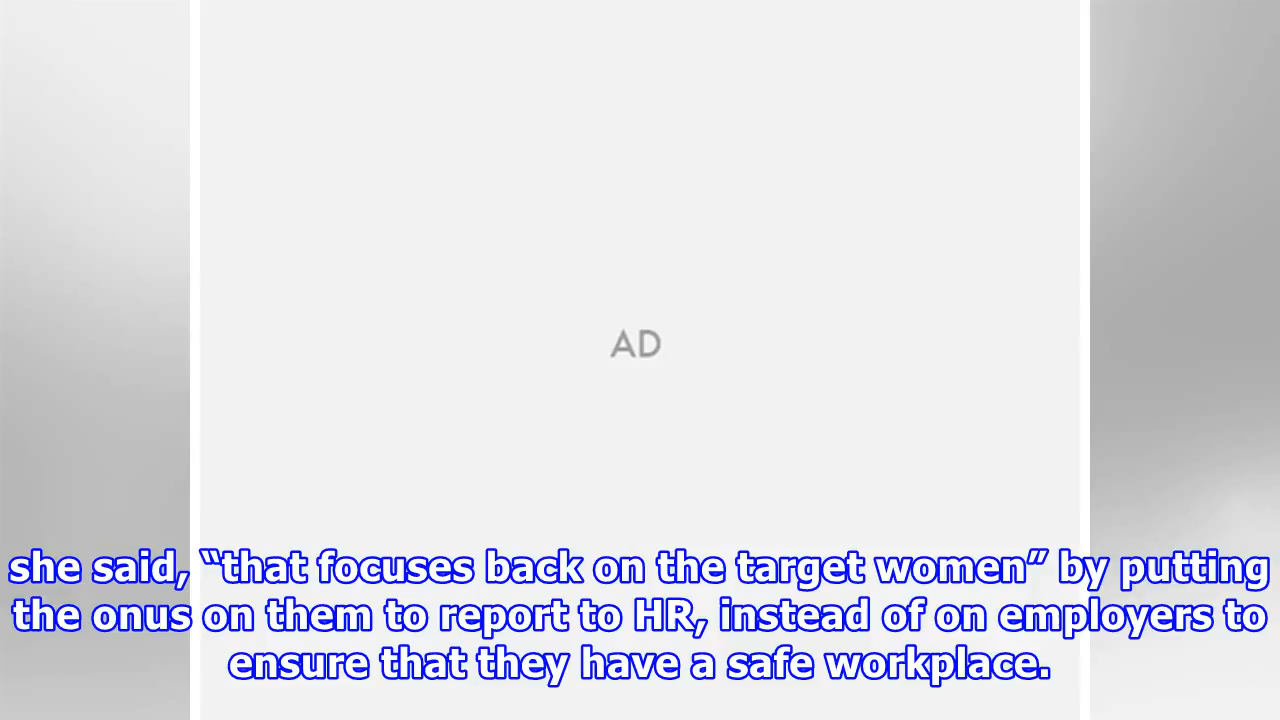 AD
she said, “that focuses back on the target women” by putting
the onus on them to report to HR, instead of on employers to
ensure that they have a safe workplace.